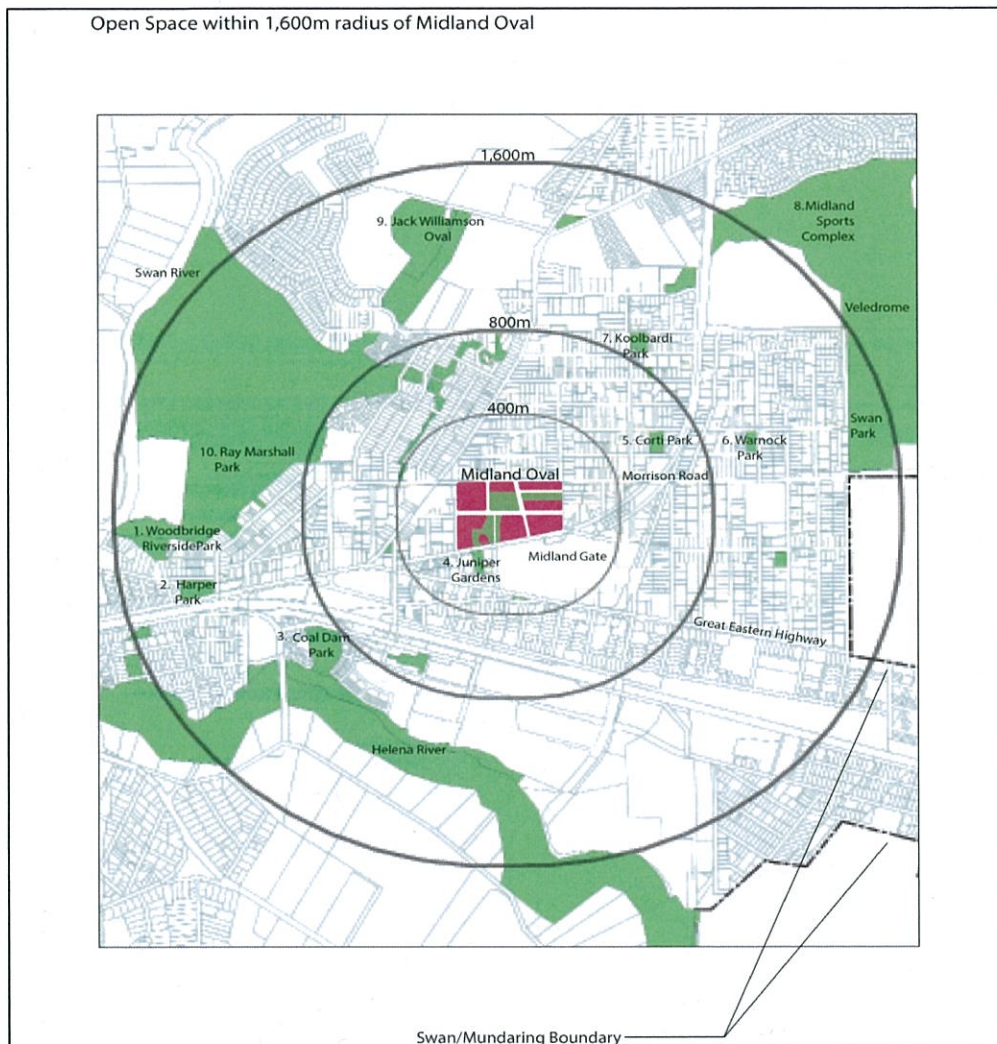 Open Space within 1,600m radius of Midland Oval
1,600m
8.Midland
Sports
Complex
9. Jack Williamson
Oval
Swan River
Veledrome
800m
7. Koolbardi
Park
400m
Swan
Park
5. Corti Park
6. Warnock
Park
10. Ray Marshall
Park
Midland Oval
Morrison Road
1. Woodbridge
RiversidePark
Midland Gate
4. Juniper
Gardens
2. Harper
Park
Great Eastern Highway
3. Coal Dam
Park
Helena River
Swan/Mundaring Boundary